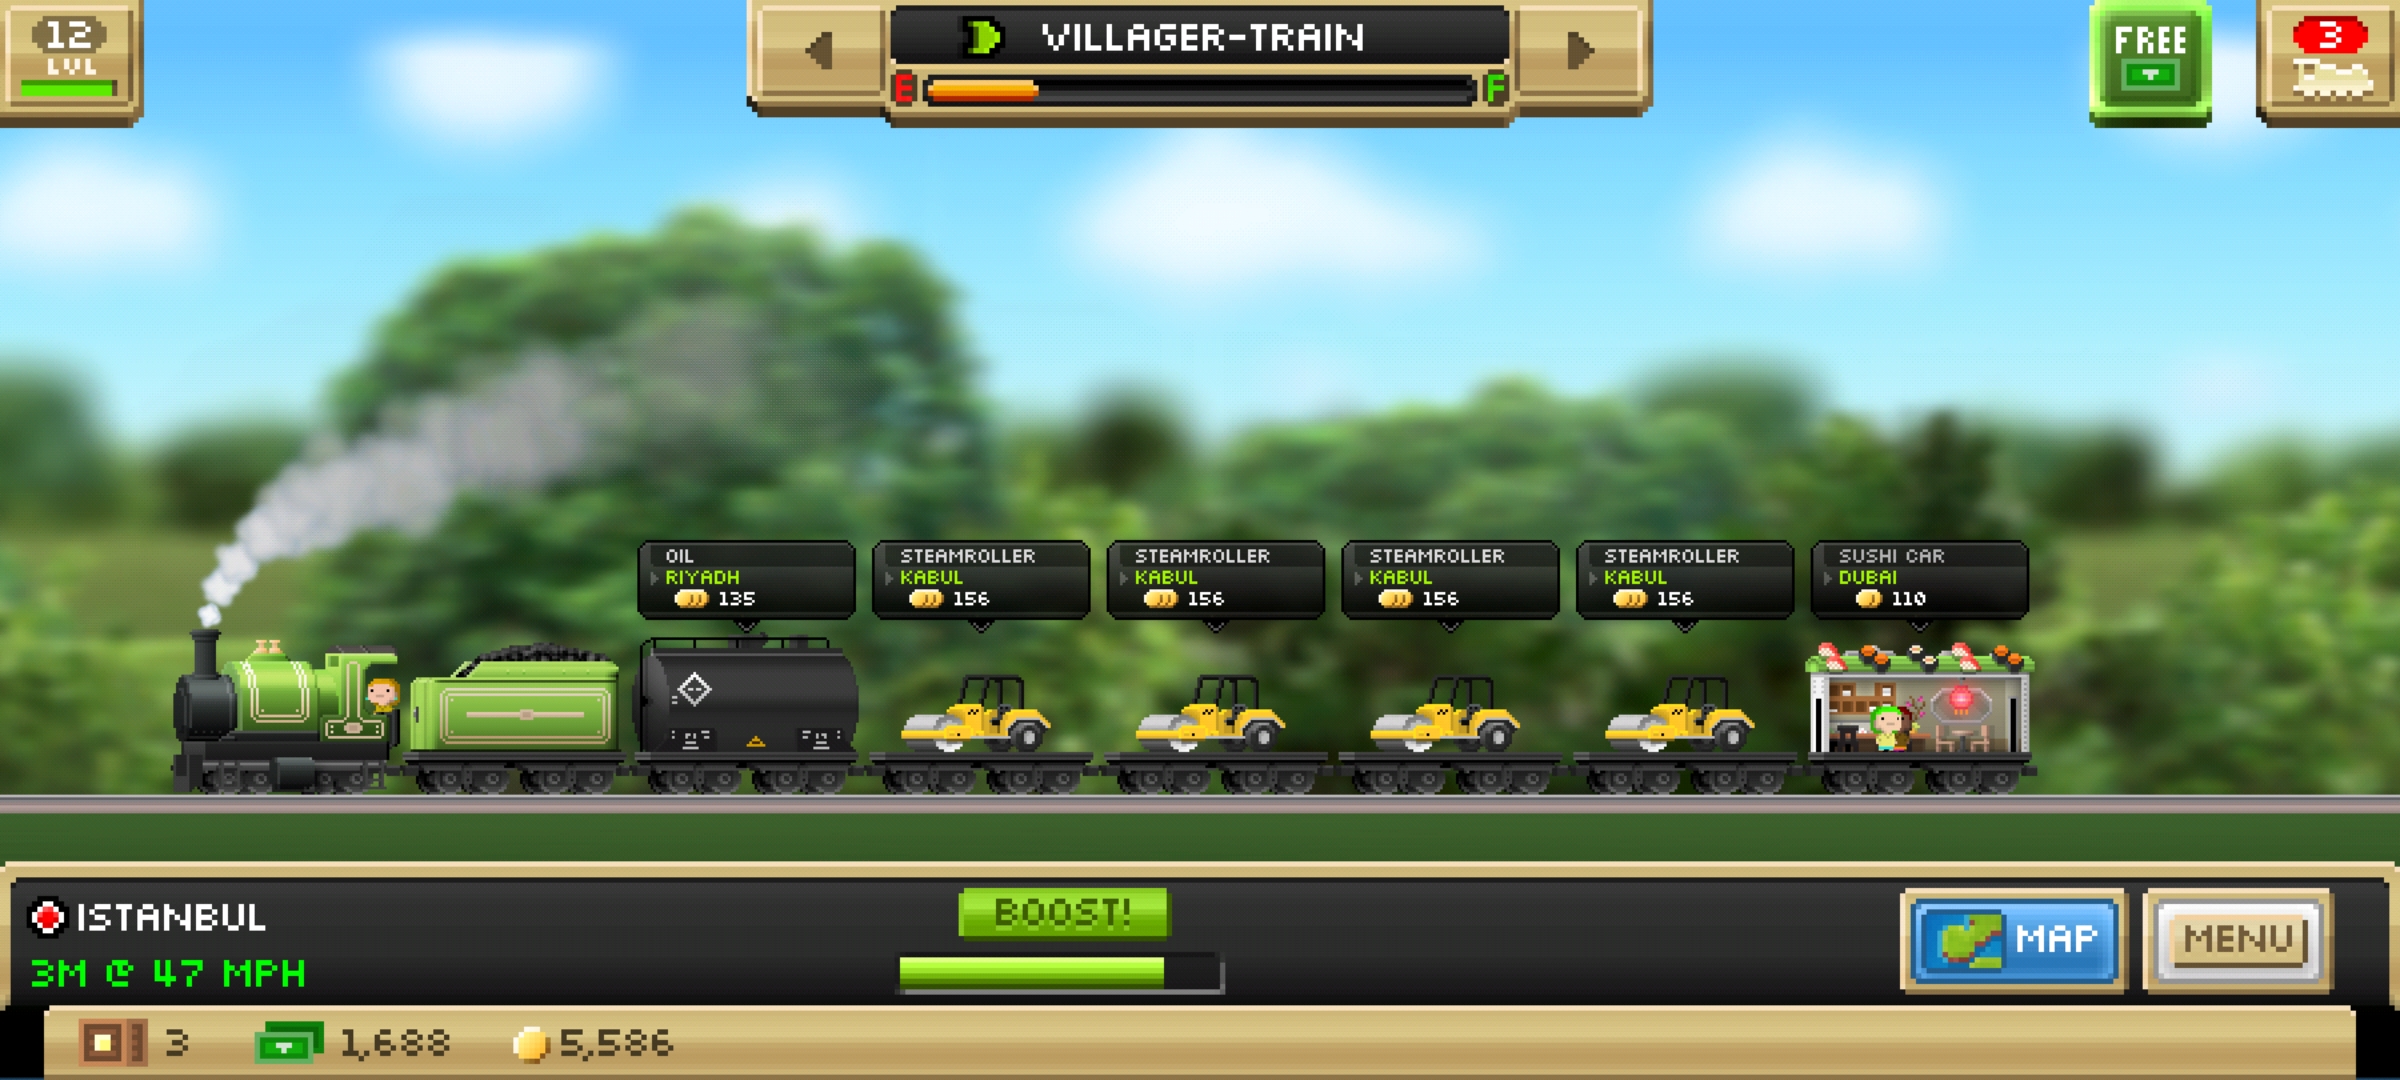 12
LVL
VILLAGER-TRAIN
E F
FREE
3
OIL
RIYADH
135
STEAMROLLER
KABUL
156
STEAMROLLER
KABUL
156
STEAMROLLER
KABUL
156
STEAMROLLER
KABUL
156
SUSHI CAR
DUBAI
110
ISTANBUL
3M @ 47 MPH
BOOST!
MAP
MENU
3
1,688
5,586